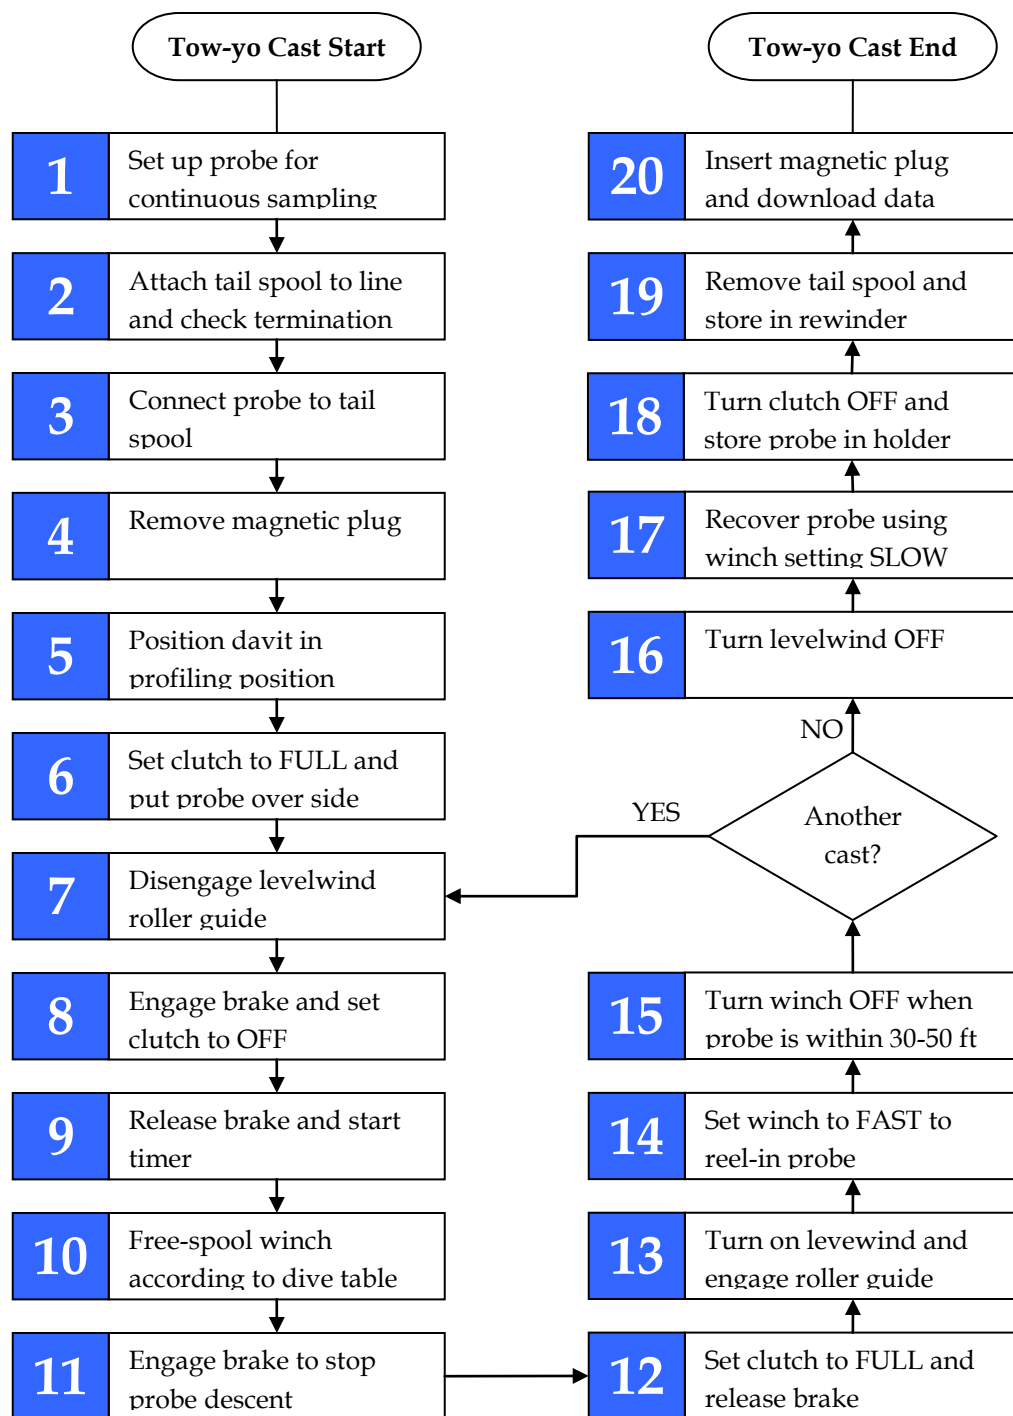 Tow-yo Cast Start
1
Set up probe for
continuous sampling
2
Attach tail spool to line
and check termination
3
Connect probe to tail
spool
4
Remove magnetic plug
5
Position davit in
profiling position
6
Set clutch to FULL and
put probe over side
7
Disengage levelwind
roller guide
8
Engage brake and set
clutch to OFF
9
Release brake and start
timer
10
Free-spool winch
according to dive table
11
Engage brake to stop
probe descent
12
Set clutch to FULL and
release brake
13
Turn on levewind and
engage roller guide
14
Set winch to FAST to
reel-in probe
15
Turn winch OFF when
probe is within 30-50 ft
Another
cast?
YES
NO
16
Turn levelwind OFF
17
Recover probe using
winch setting SLOW
18
Turn clutch OFF and
store probe in holder
19
Remove tail spool and
store in rewinder
20
Insert magnetic plug
and download data
Tow-yo Cast End